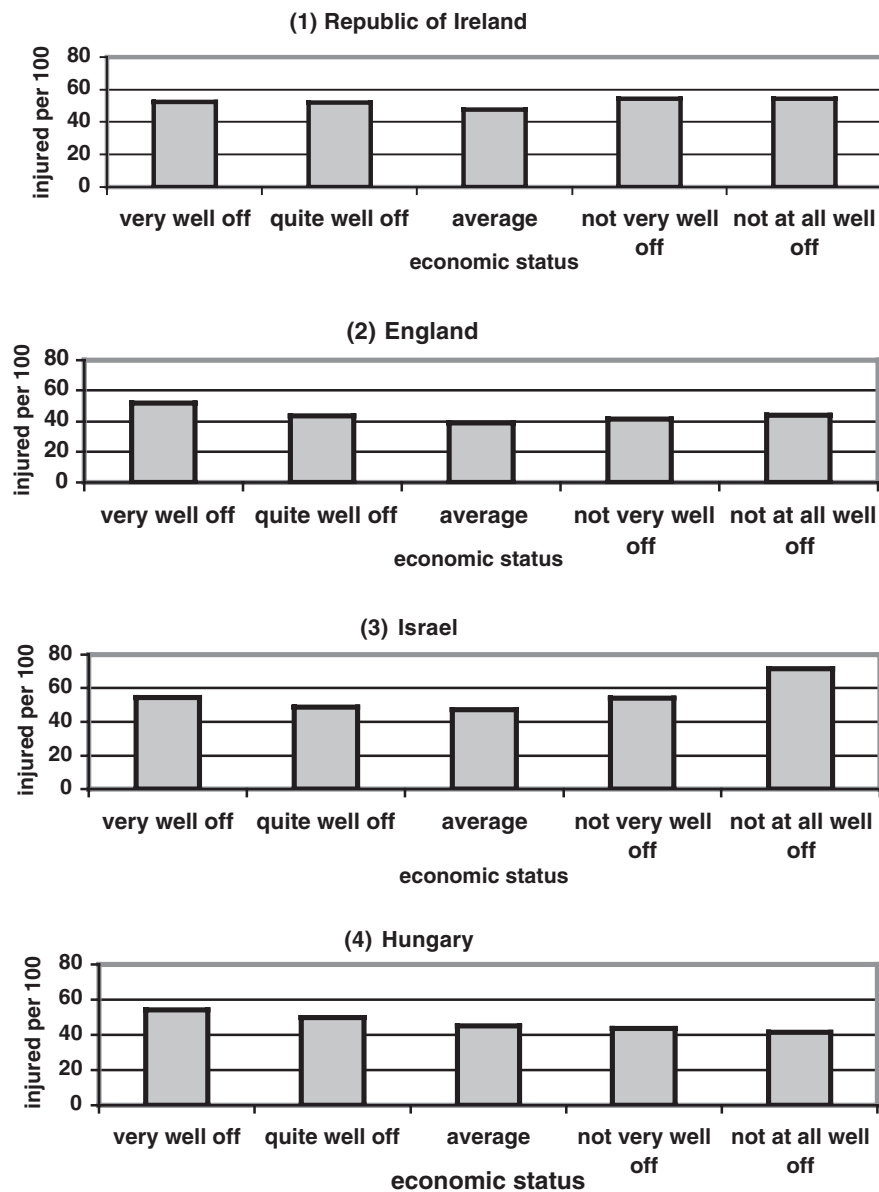 (1) Republic of Ireland
injured per 100
80
60
40
20
0
very well off quite well off average not very well off not at all well off
economic status
(2) England
injured per 100
80
60
40
20
0
very well off quite well off average not very well off not at all well off
economic status
(3) Israel
injured per 100
80
60
40
20
0
very well off quite well off average not very well off not at all well off
economic status
(4) Hungary
injured per 100
80
60
40
20
0
very well off quite well off average not very well off not at all well off
economic status